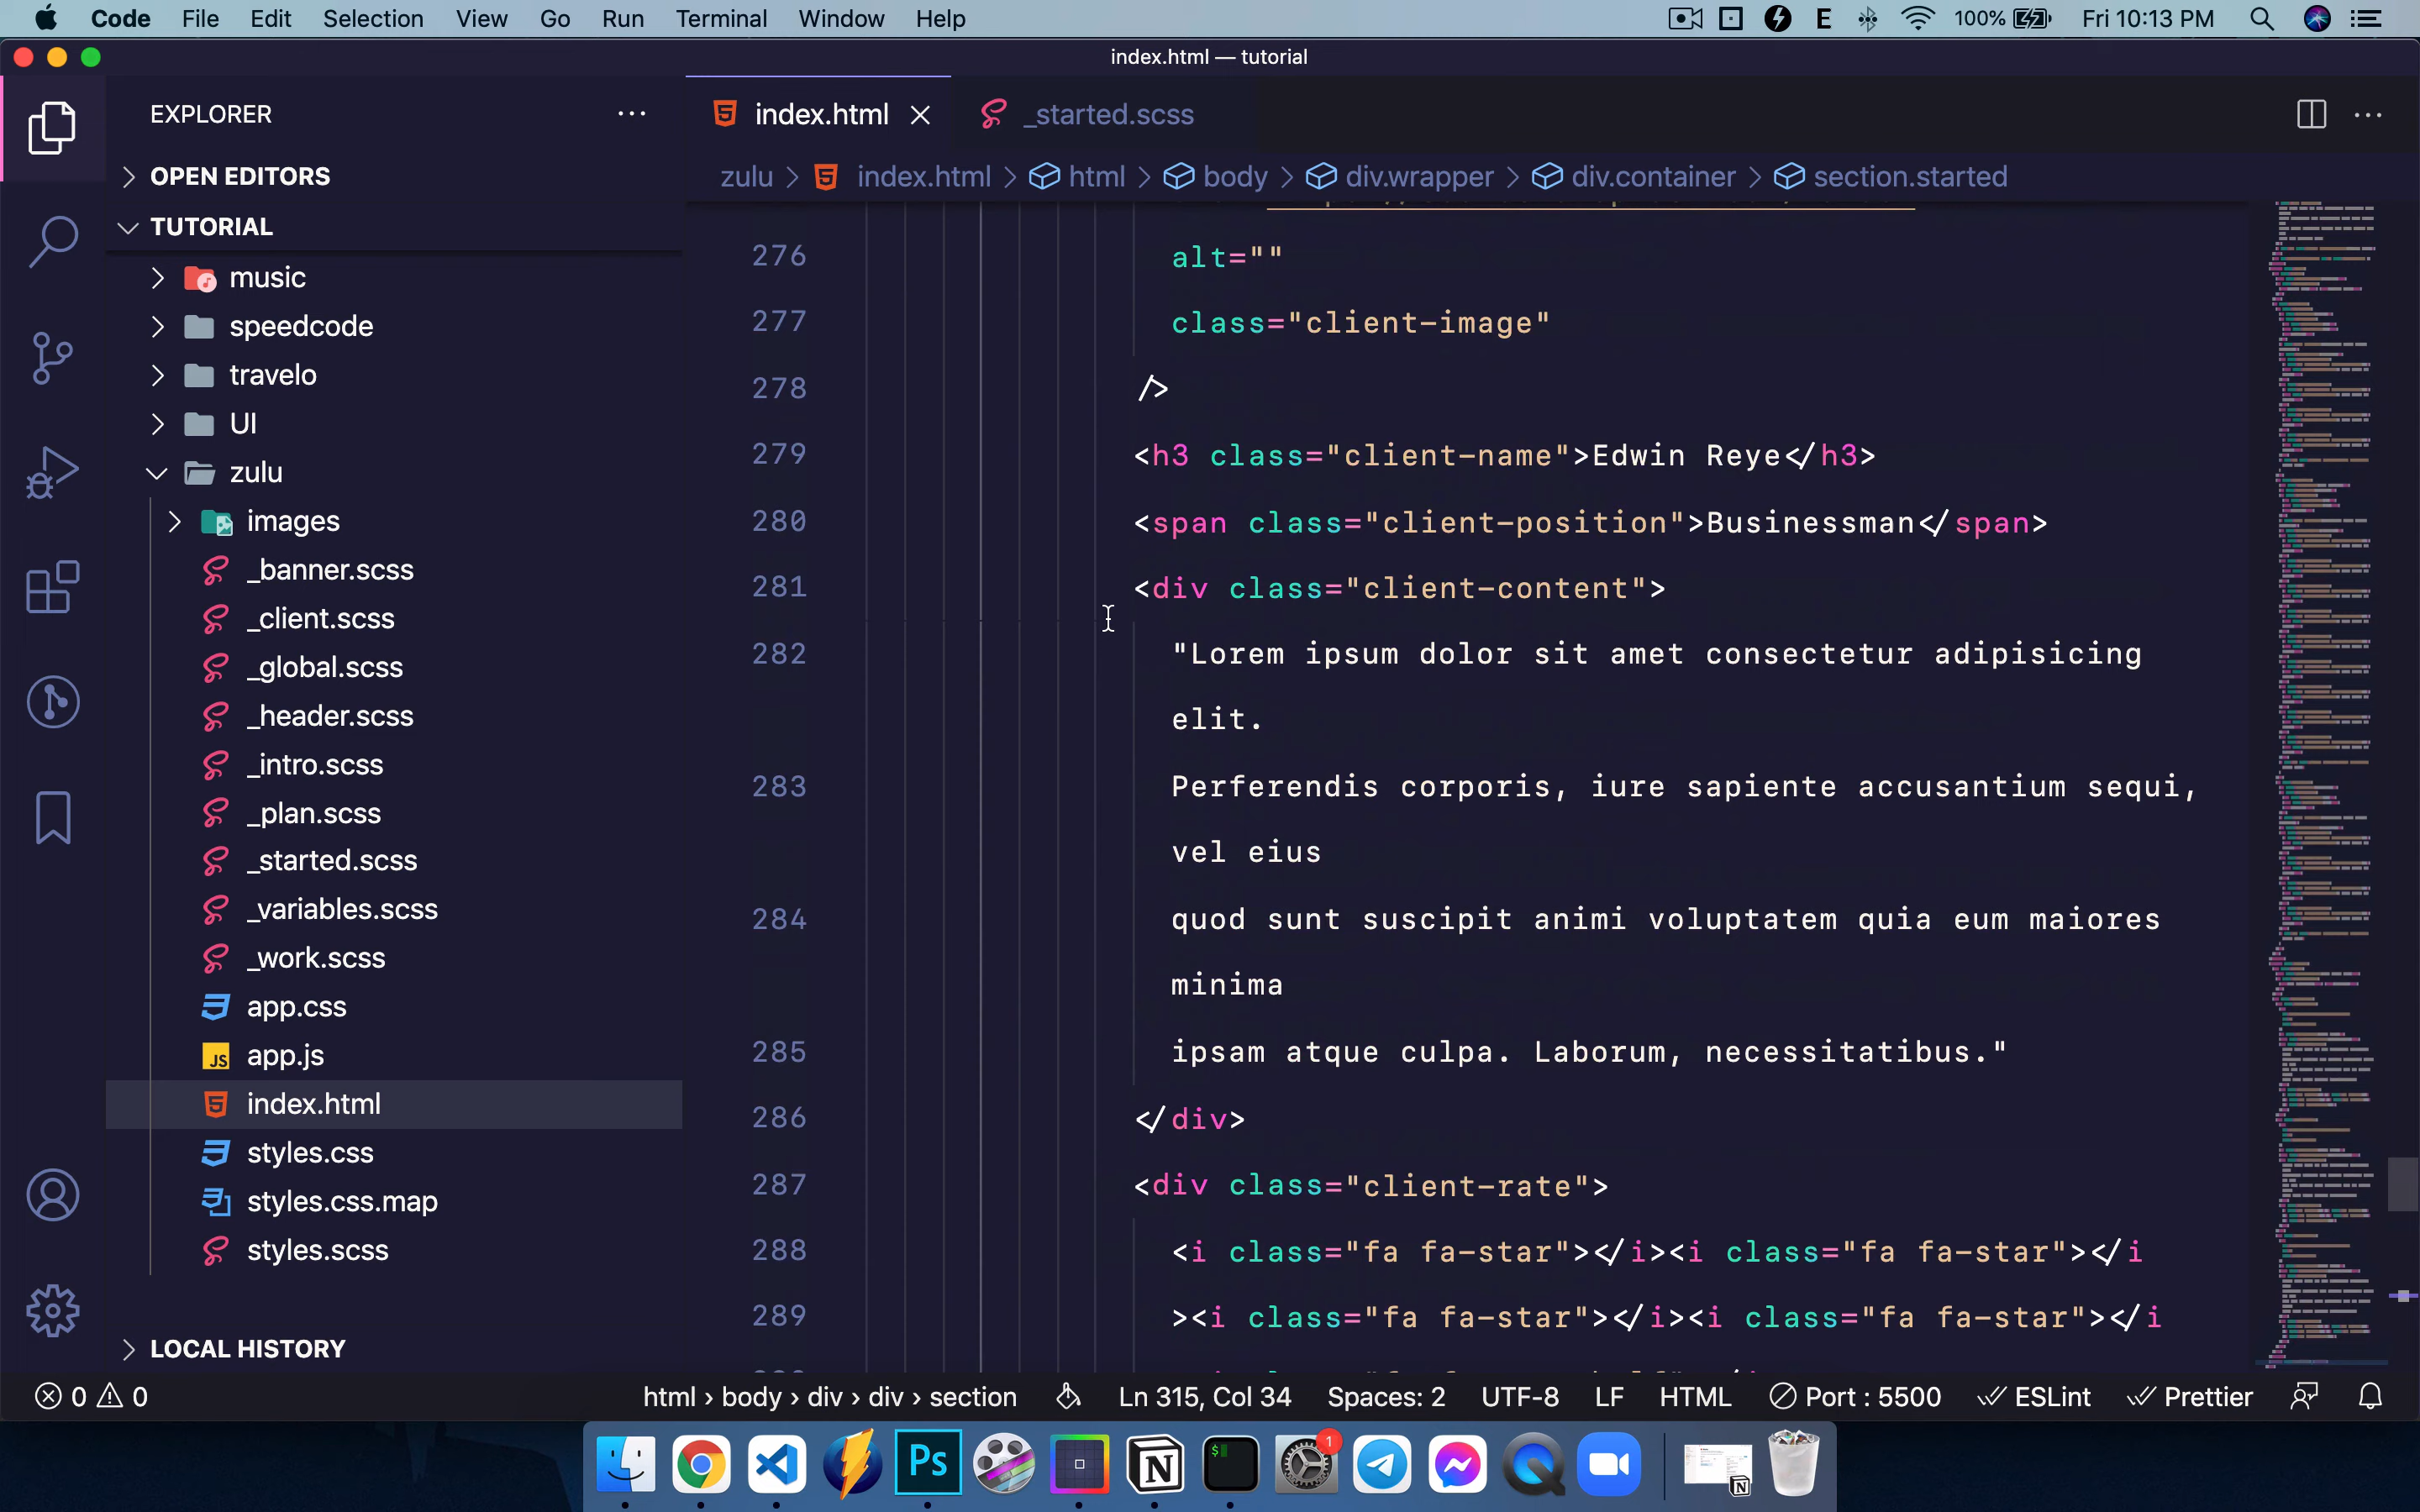 Code File Edit Selection View Go Run Terminal Window Help E 100% Fri 10:13 PM
index.html — tutorial
EXPLORER
index.html
_started.scss
OPEN EDITORS
zulu > index.html > html > body > div.wrapper > div.container > section.started
TUTORIAL
music
speedcode
travelo
UI
zulu
images
_banner.scss
_client.scss
_global.scss
_header.scss
_intro.scss
_plan.scss
_started.scss
_variables.scss
_work.scss
app.css
JS app.js
index.html
styles.css
styles.css.map
styles.scss
LOCAL HISTORY
276 alt=""
277 class="client-image"
278 />
279 <h3 class="client-name">Edwin Reye</h3>
280 <span class="client-position">Businessman</span>
281 <div class="client-content">
282 "Lorem ipsum dolor sit amet consectetur adipisicing
elit.
283 Perferendis corporis, iure sapiente accusantium sequi,
vel eius
284 quod sunt suscipit animi voluptatem quia eum maiores
minima
285 ipsam atque culpa. Laborum, necessitatibus."
286 </div>
287 <div class="client-rate">
288 <i class="fa fa-star"></i><i class="fa fa-star"></i
289 ><i class="fa fa-star"></i><i class="fa fa-star"></i
0 0 html › body › div › div › section Ln 315, Col 34 Spaces: 2 UTF-8 LF HTML Port : 5500 ESLint Prettier
Ps
N
$
1